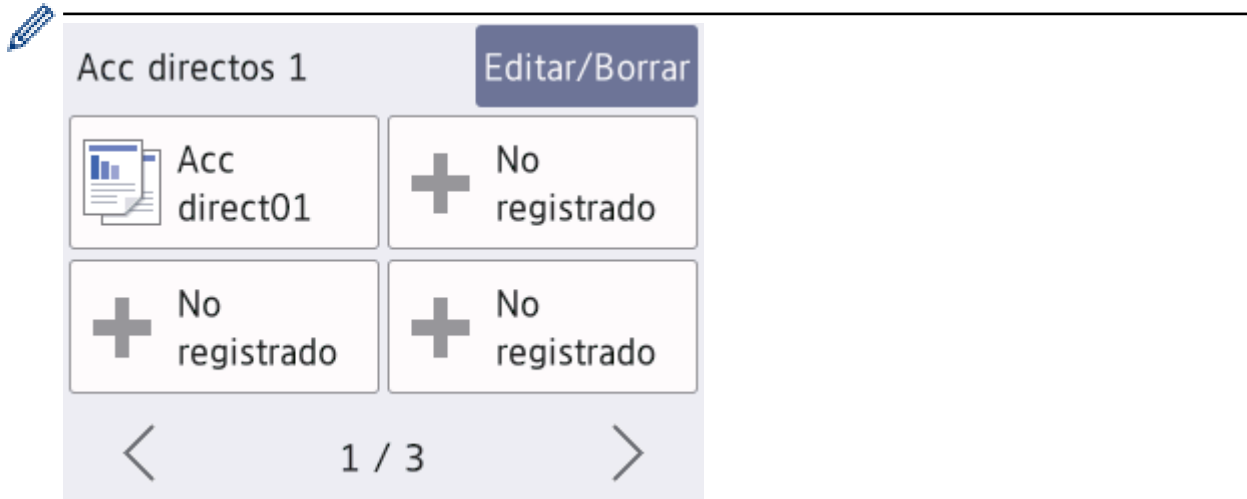 Acc directos 1
Editar/Borrar
Acc
direct01
No
registrado
No
registrado
No
registrado
1 / 3